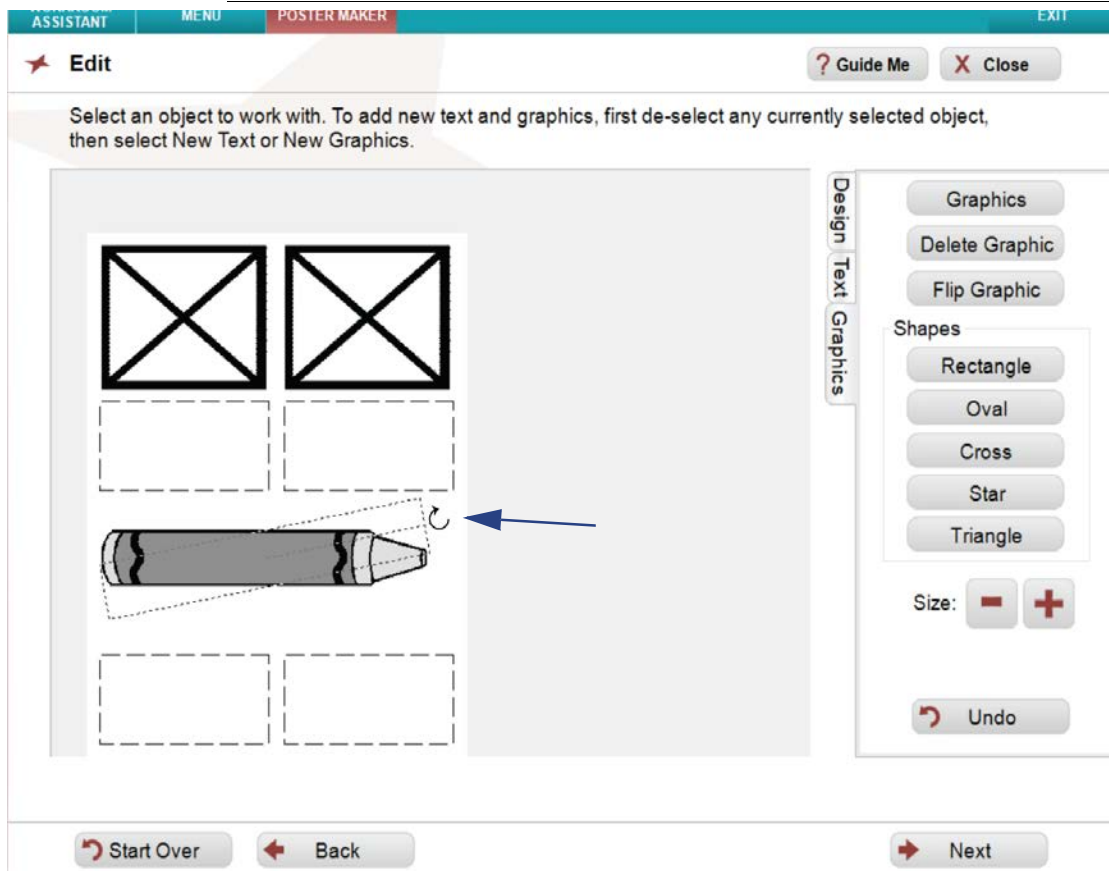 ASSISTANT
MENU
POSTER MAKER
EXIT
Edit
? Guide Me
X Close
Select an object to work with. To add new text and graphics, first de-select any currently selected object,
then select New Text or New Graphics.
Design
Text
Graphics
Graphics
Delete Graphic
Flip Graphic
Shapes
Rectangle
Oval
Cross
Star
Triangle
Size: - +
Undo
Start Over
Back
Next